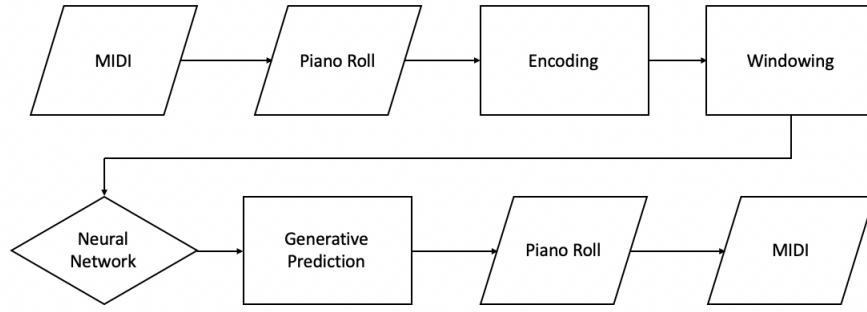 MIDI
Piano Roll
Encoding
Windowing
Neural
Network
Generative
Prediction
Piano Roll
MIDI